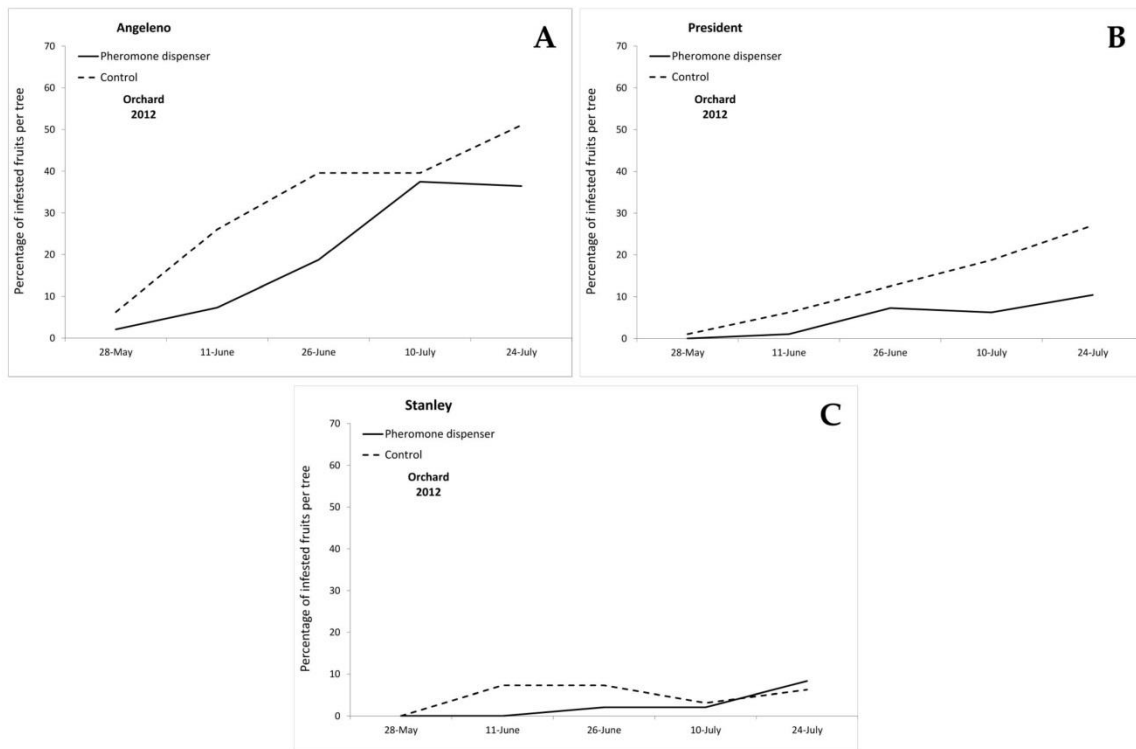 Angeleno
A
Pheromone dispenser
Control
Orchard
2012
Percentage of infested fruits per tree
70
60
50
40
30
20
10
0
28-May
11-June
26-June
10-July
24-July
President
B
Pheromone dispenser
Control
Orchard
2012
Percentage of infested fruits per tree
70
60
50
40
30
20
10
0
28-May
11-June
26-June
10-July
24-July
Stanley
C
Pheromone dispenser
Control
Orchard
2012
Percentage of infested fruits per tree
70
60
50
40
30
20
10
0
28-May
11-June
26-June
10-July
24-July